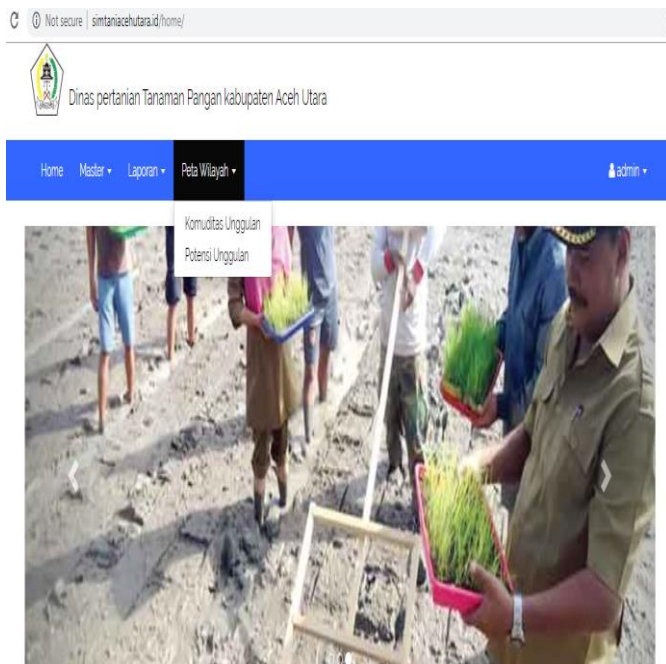 Not secure | simtaniacehutara.id/home/
Dinas pertanian Tanaman Pangan kabupaten Aceh Utara
Home Master Laporan Peta Wilayah admin
Komuditas Unggulan
Potensi Unggulan